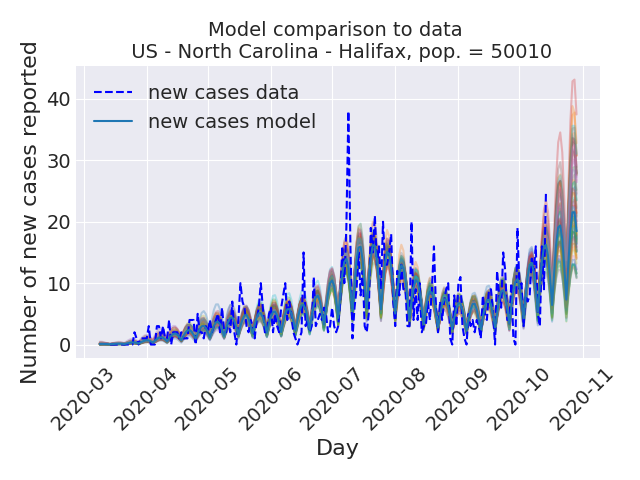 Model comparison to data
US - North Carolina - Halifax, pop. = 50010
Number of new cases reported
40
30
20
10
0
new cases data
new cases model
2020-03
2020-04
2020-05
2020-06
2020-07
2020-08
2020-09
2020-10
2020-11
Day